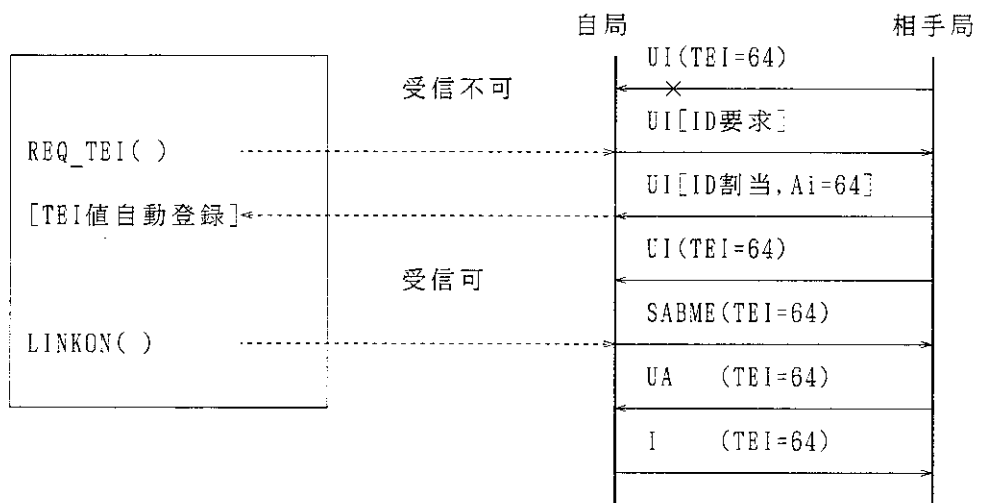 自局 相手局
UI(TEI=64)
受信不可
UI[ID要求]
REQ_TEI( )
UI[ID割当,Ai=64]
[TEI値自動登録]
UI(TEI=64)
受信可
SABME(TEI=64)
LINKON( )
UA (TEI=64)
I (TEI=64)